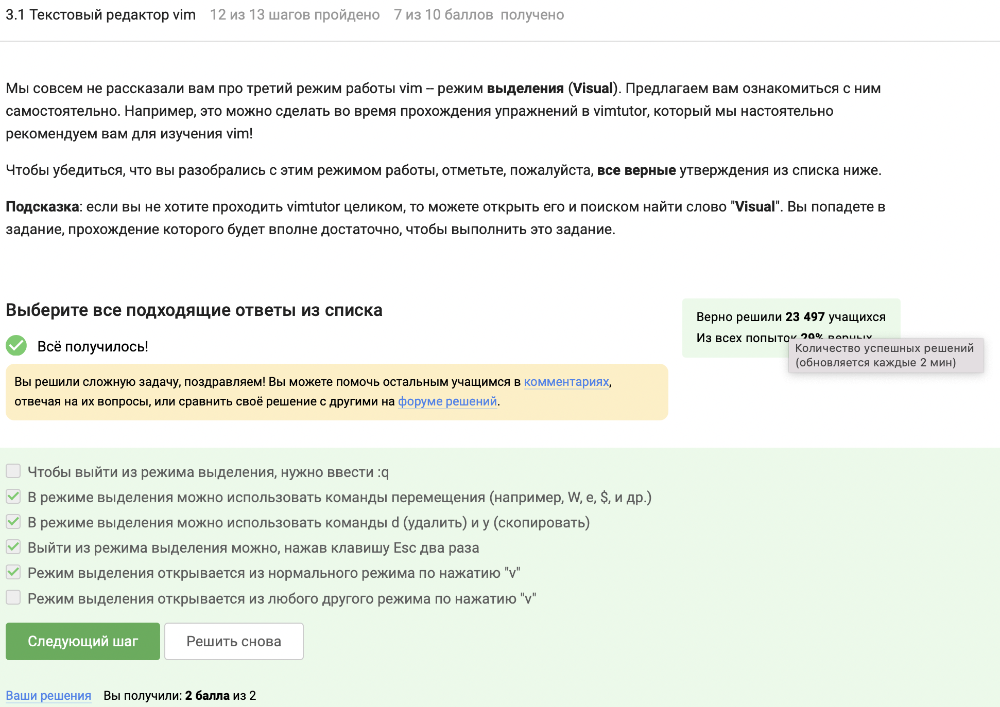 3.1 Текстовый редактор vim 12 из 13 шагов пройдено 7 из 10 баллов получено
Мы совсем не рассказали вам про третий режим работы vim -- режим выделения (Visual). Предлагаем вам ознакомиться с ним
самостоятельно. Например, это можно сделать во время прохождения упражнений в vimtutor, который мы настоятельно
рекомендуем вам для изучения vim!
Чтобы убедиться, что вы разобрались с этим режимом работы, отметьте, пожалуйста, все верные утверждения из списка ниже.
Подсказка: если вы не хотите проходить vimtutor целиком, то можете открыть его и поиском найти слово "Visual". Вы попадете в
задание, прохождение которого будет вполне достаточно, чтобы выполнить это задание.
Выберите все подходящие ответы из списка
Верно решили 23 497 учащихся
Из всех попыток 29% верных
Количество успешных решений
(обновляется каждые 2 мин)
Всё получилось!
Вы решили сложную задачу, поздравляем! Вы можете помочь остальным учащимся в комментариях,
отвечая на их вопросы, или сравнить своё решение с другими на форуме решений.
Чтобы выйти из режима выделения, нужно ввести :q
В режиме выделения можно использовать команды перемещения (например, W, e, $, и др.)
В режиме выделения можно использовать команды d (удалить) и y (скопировать)
Выйти из режима выделения можно, нажав клавишу Esc два раза
Режим выделения открывается из нормального режима по нажатию "v"
Режим выделения открывается из любого другого режима по нажатию "v"
Следующий шаг
Решить снова
Ваши решения Вы получили: 2 балла из 2